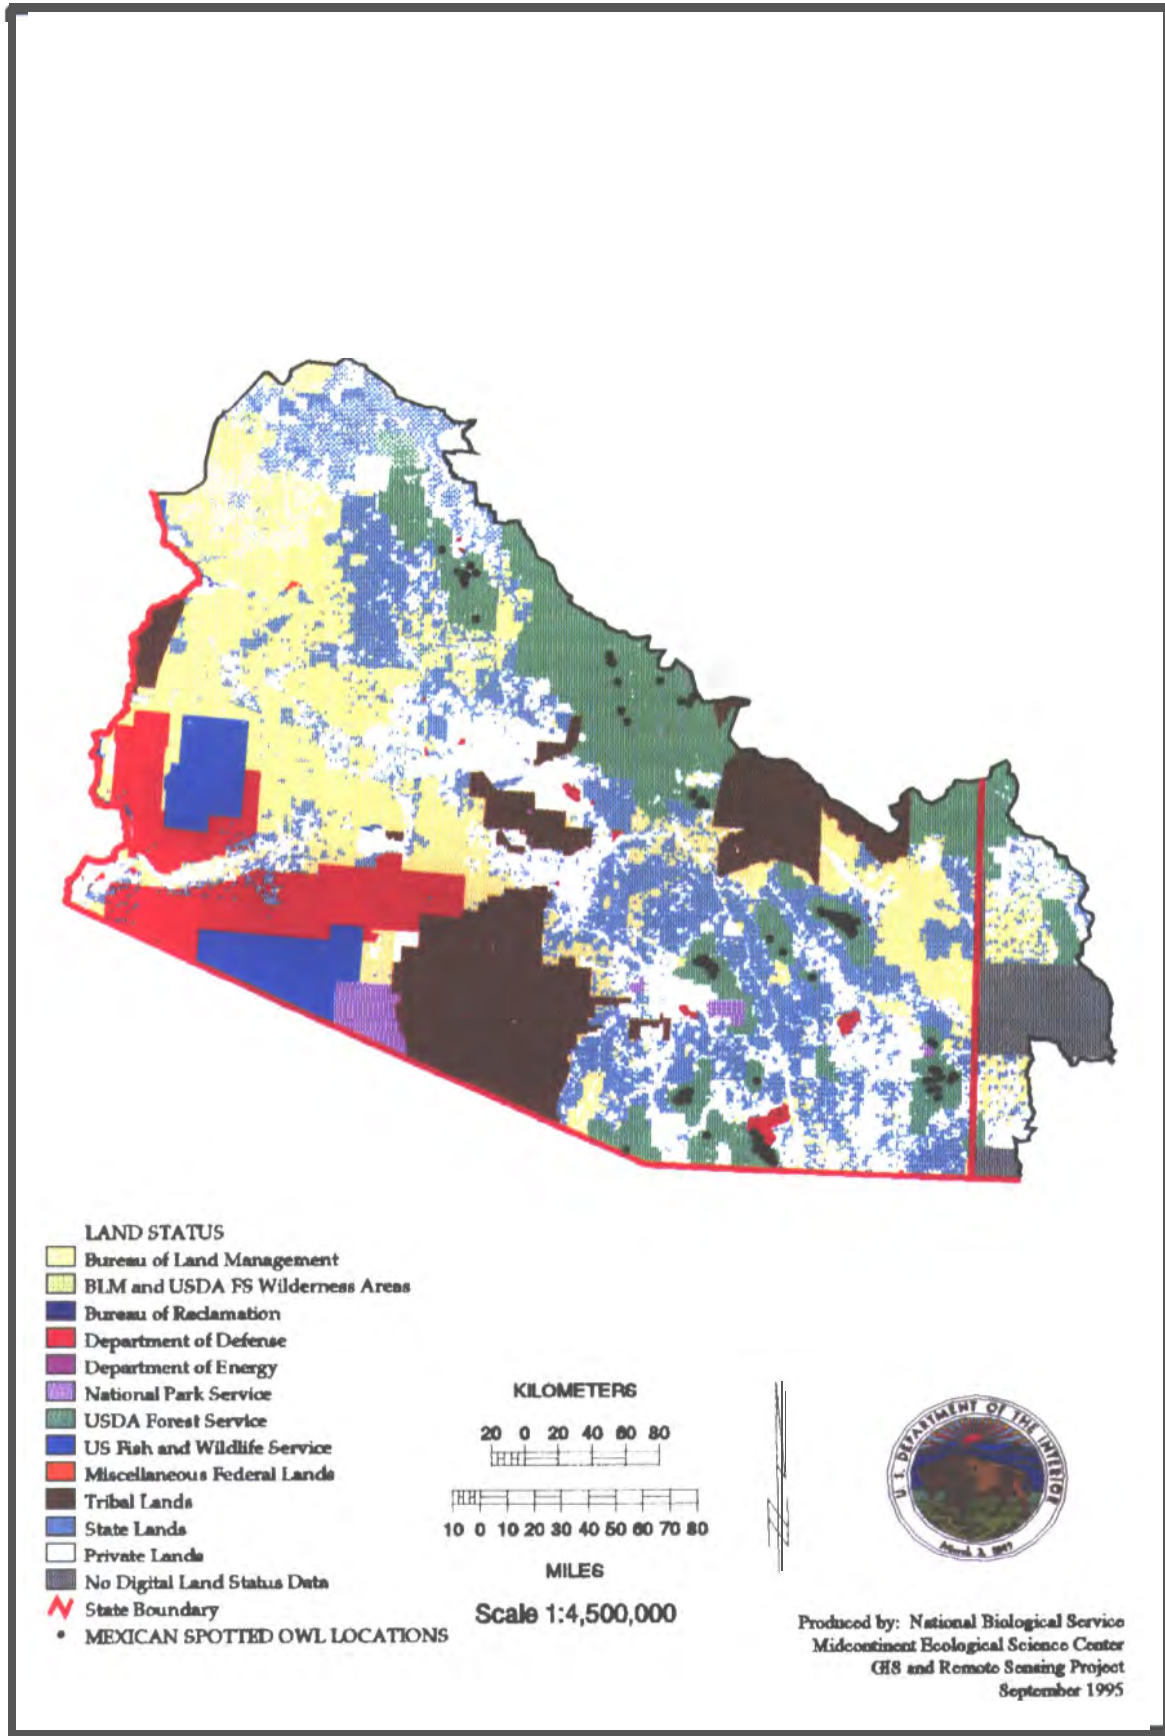 LAND STATUS
Bureau of Land Management
BLM and USDA FS Wilderness Areas
Bureau of Reclamation
Department of Defense
Department of Energy
National Park Service
USDA Forest Service
US Fish and Wildlife Service
Miscellaneous Federal Lands
Tribal Lands
State Lands
Private Lands
No Digital Land Status Data
State Boundary
MEXICAN SPOTTED OWL LOCATIONS
KILOMETERS
20 0 20 40 60 80
10 0 10 20 30 40 50 60 70 80
MILES
Scale 1:4,500,000
U.S. DEPARTMENT OF THE INTERIOR
March 3, 1849
Produced by: National Biological Service
Midcontinent Ecological Science Center
GIS and Remote Sensing Project
September 1995